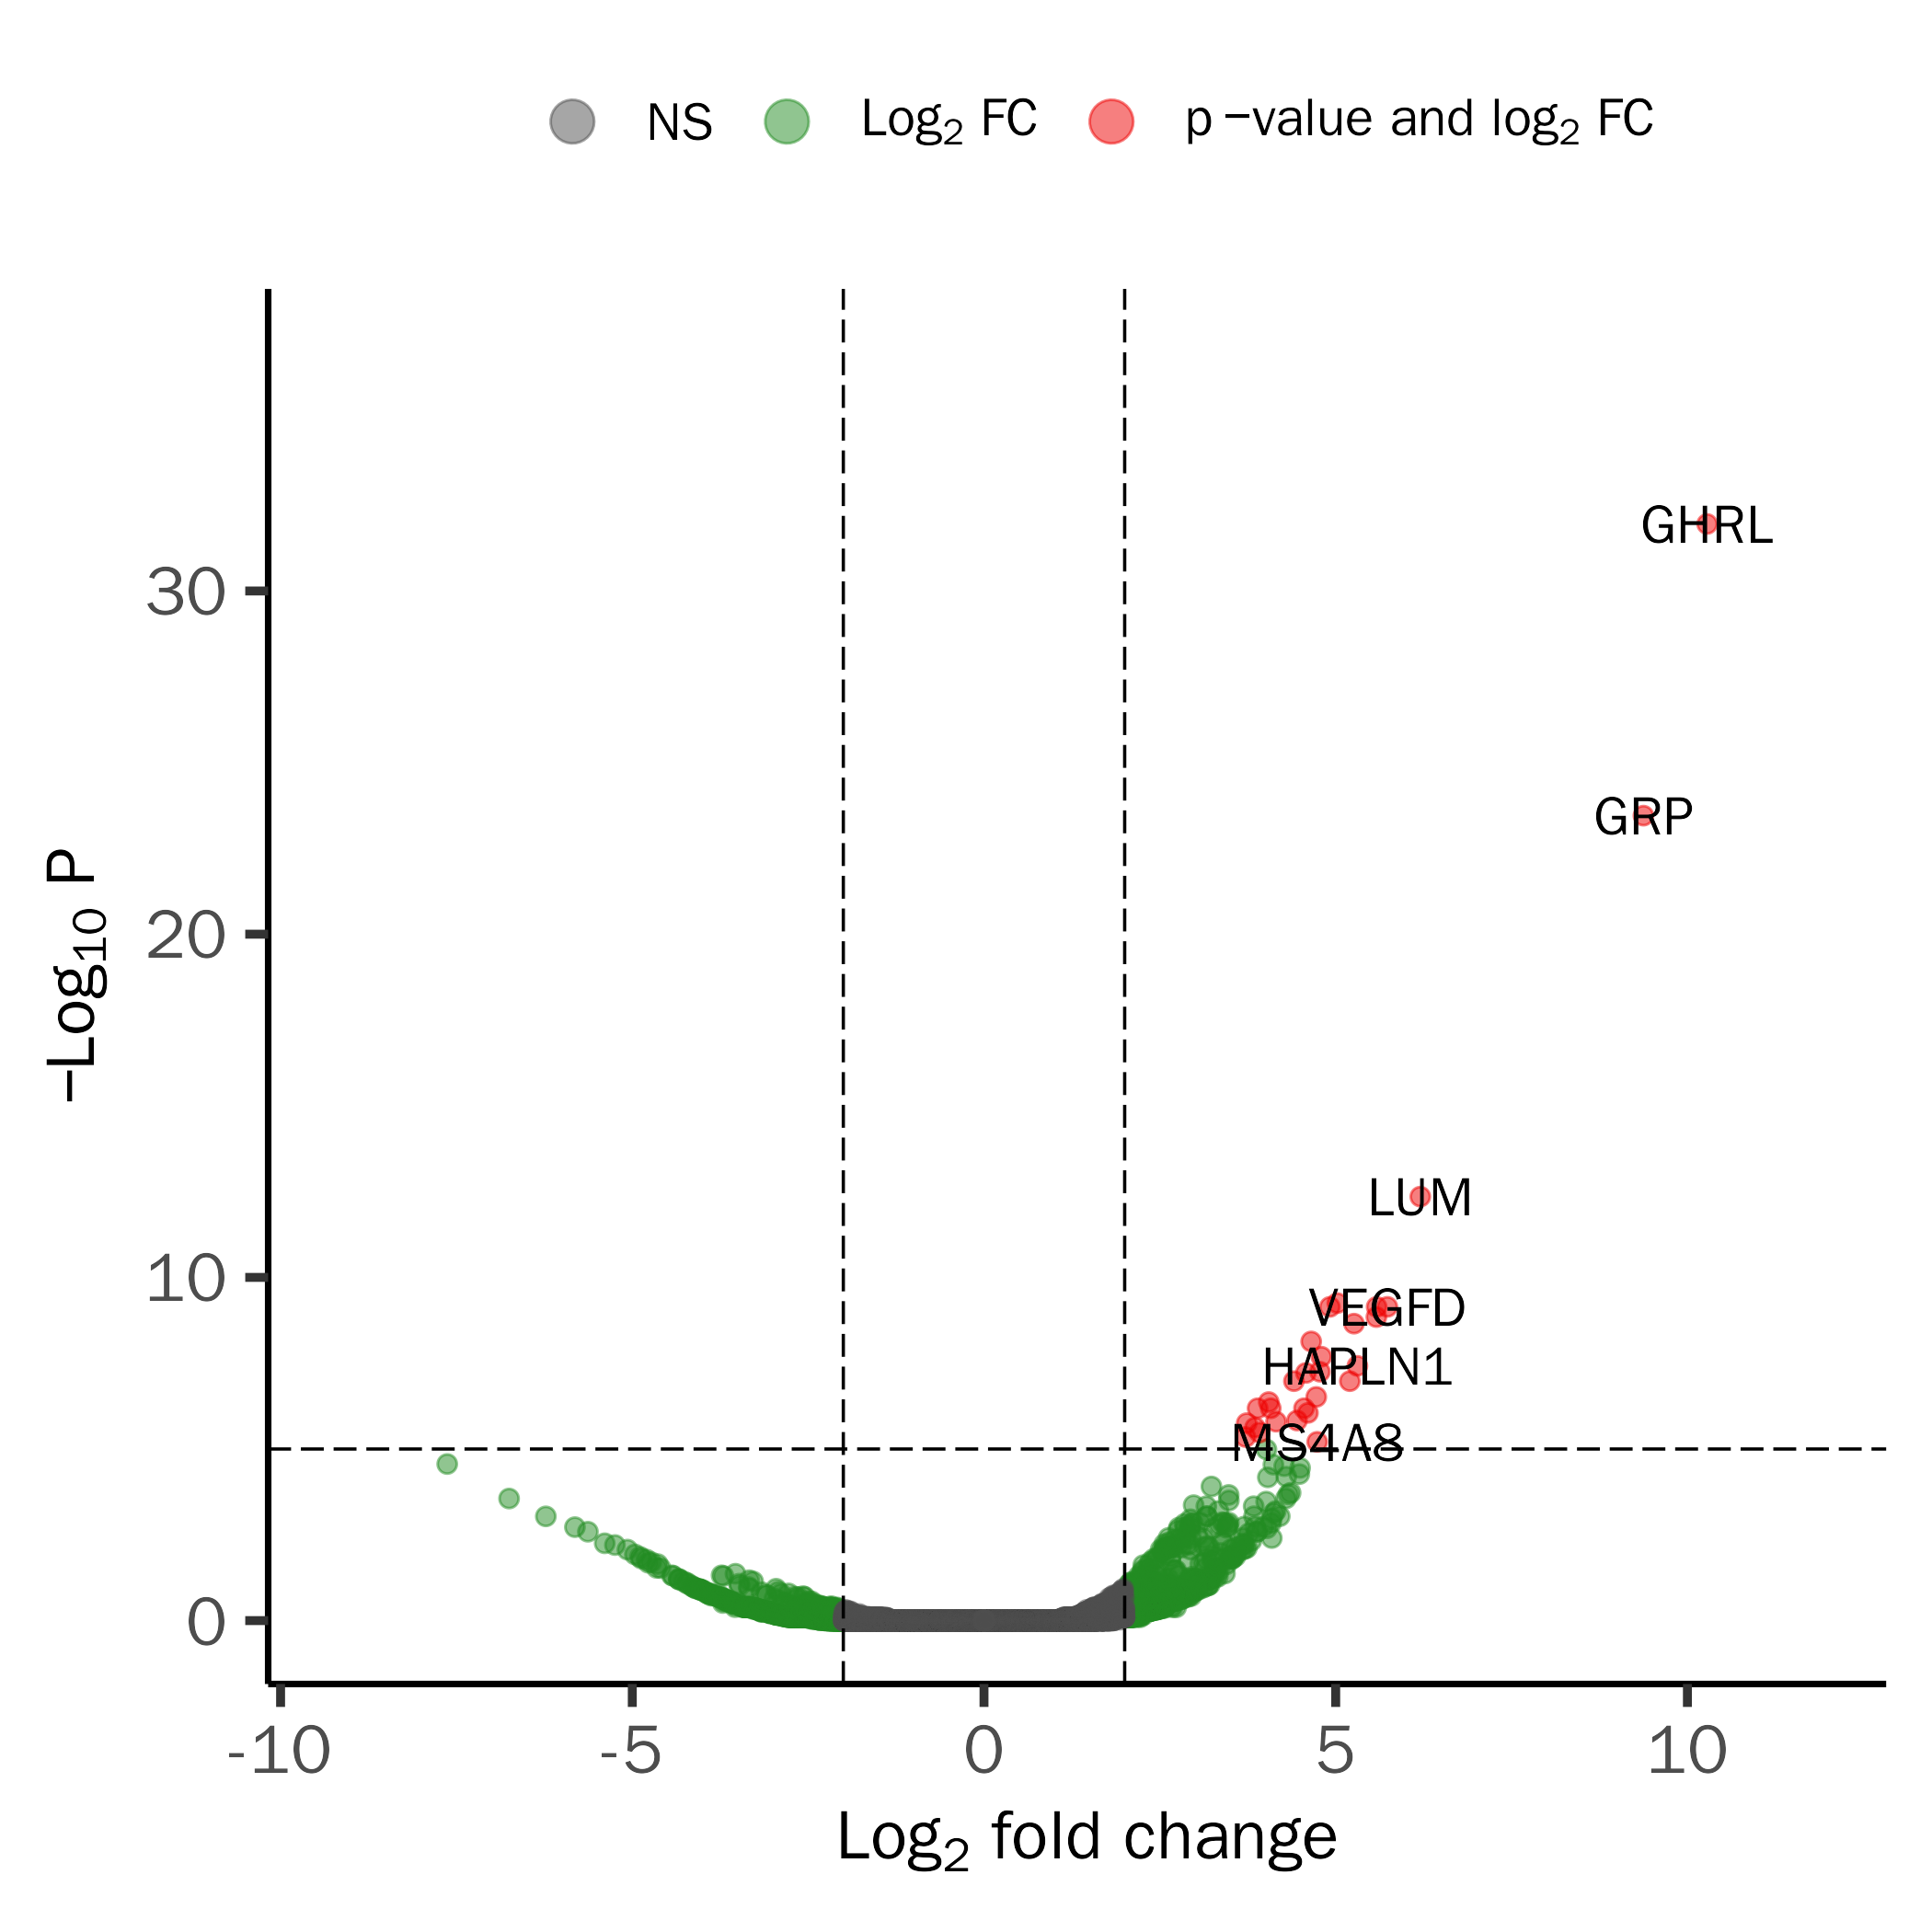 NS Log2 FC p −value and log2 FC
GHRL
30
GRP
−Log10 P
20
LUM
10
VEGFD
HAPLN1
MS4A8
0
-10 -5 0 5 10
Log2 fold change